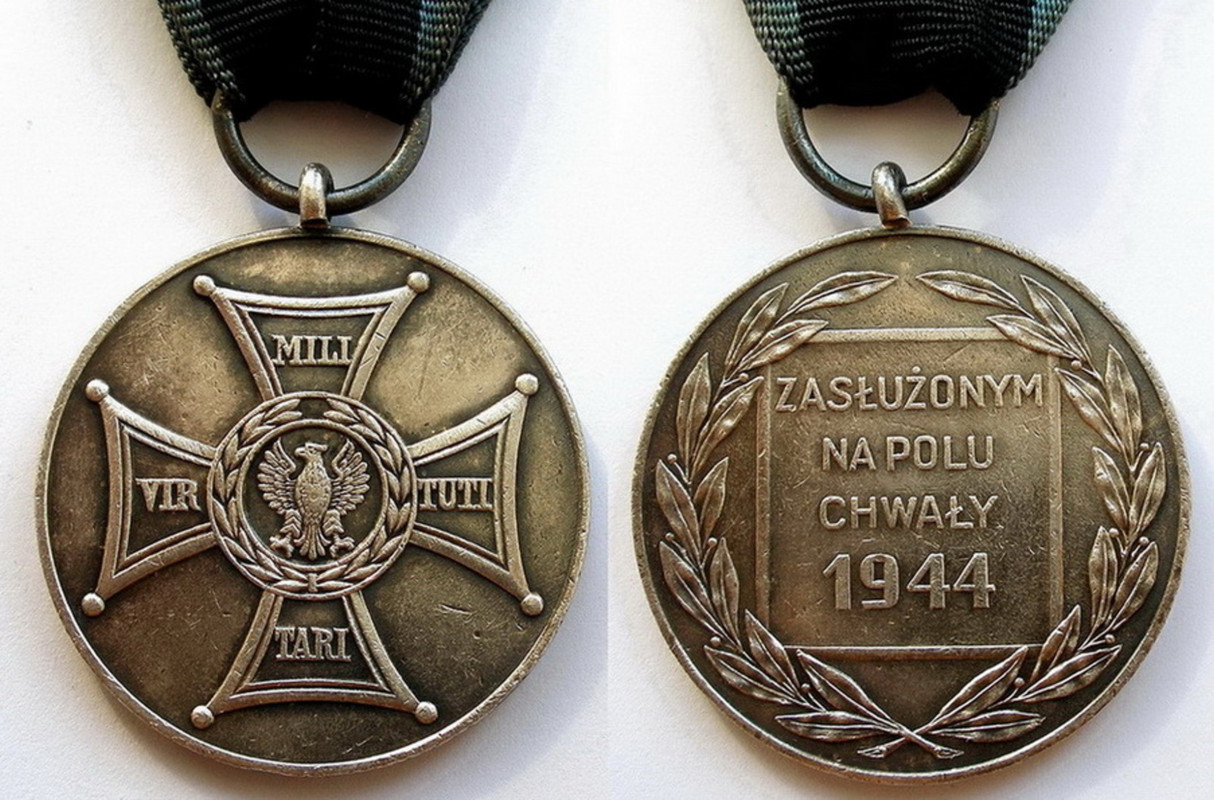 MILI
VIR TUTI
TARI
ZASŁUŻONYM
NA POLU
CHWAŁY
1944